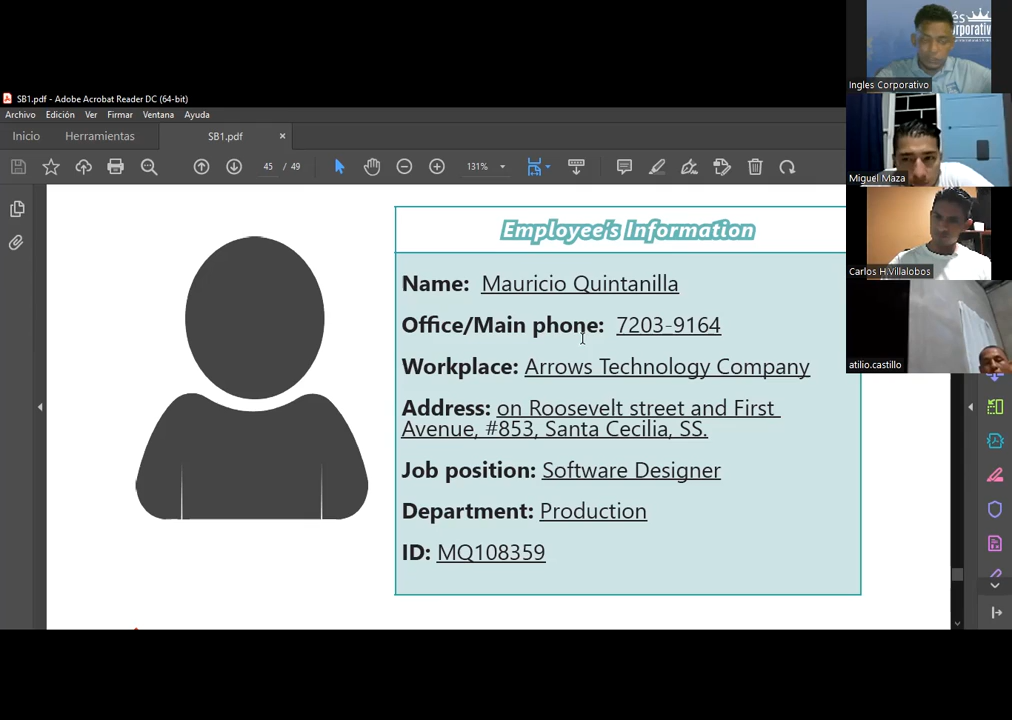 SB1.pdf - Adobe Acrobat Reader DC (64-bit)
Archivo Edición Ver Firmar Ventana Ayuda
Inicio Herramientas SB1.pdf ×
45 / 49 131%
Employee's Information
Name: Mauricio Quintanilla
Office/Main phone: 7203-9164
Workplace: Arrows Technology Company
Address: on Roosevelt street and First
Avenue, #853, Santa Cecilia, SS.
Job position: Software Designer
Department: Production
ID: MQ108359
Ingles Corporativo
Miguel Maza
Carlos H.Villalobos
atilio.castillo